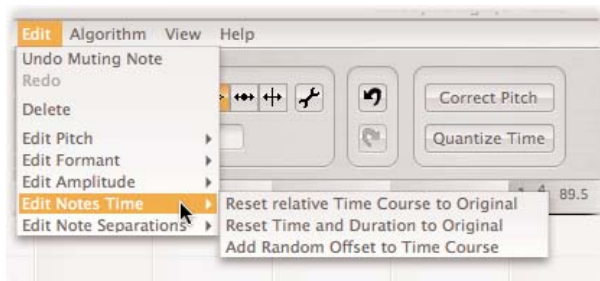 Edit Algorithm View Help
Undo Muting Note
Redo
Delete
Edit Pitch
Edit Formant
Edit Amplitude
Edit Notes Time
Edit Note Separations
Correct Pitch
Quantize Time
4 89.5
Reset relative Time Course to Original
Reset Time and Duration to Original
Add Random Offset to Time Course